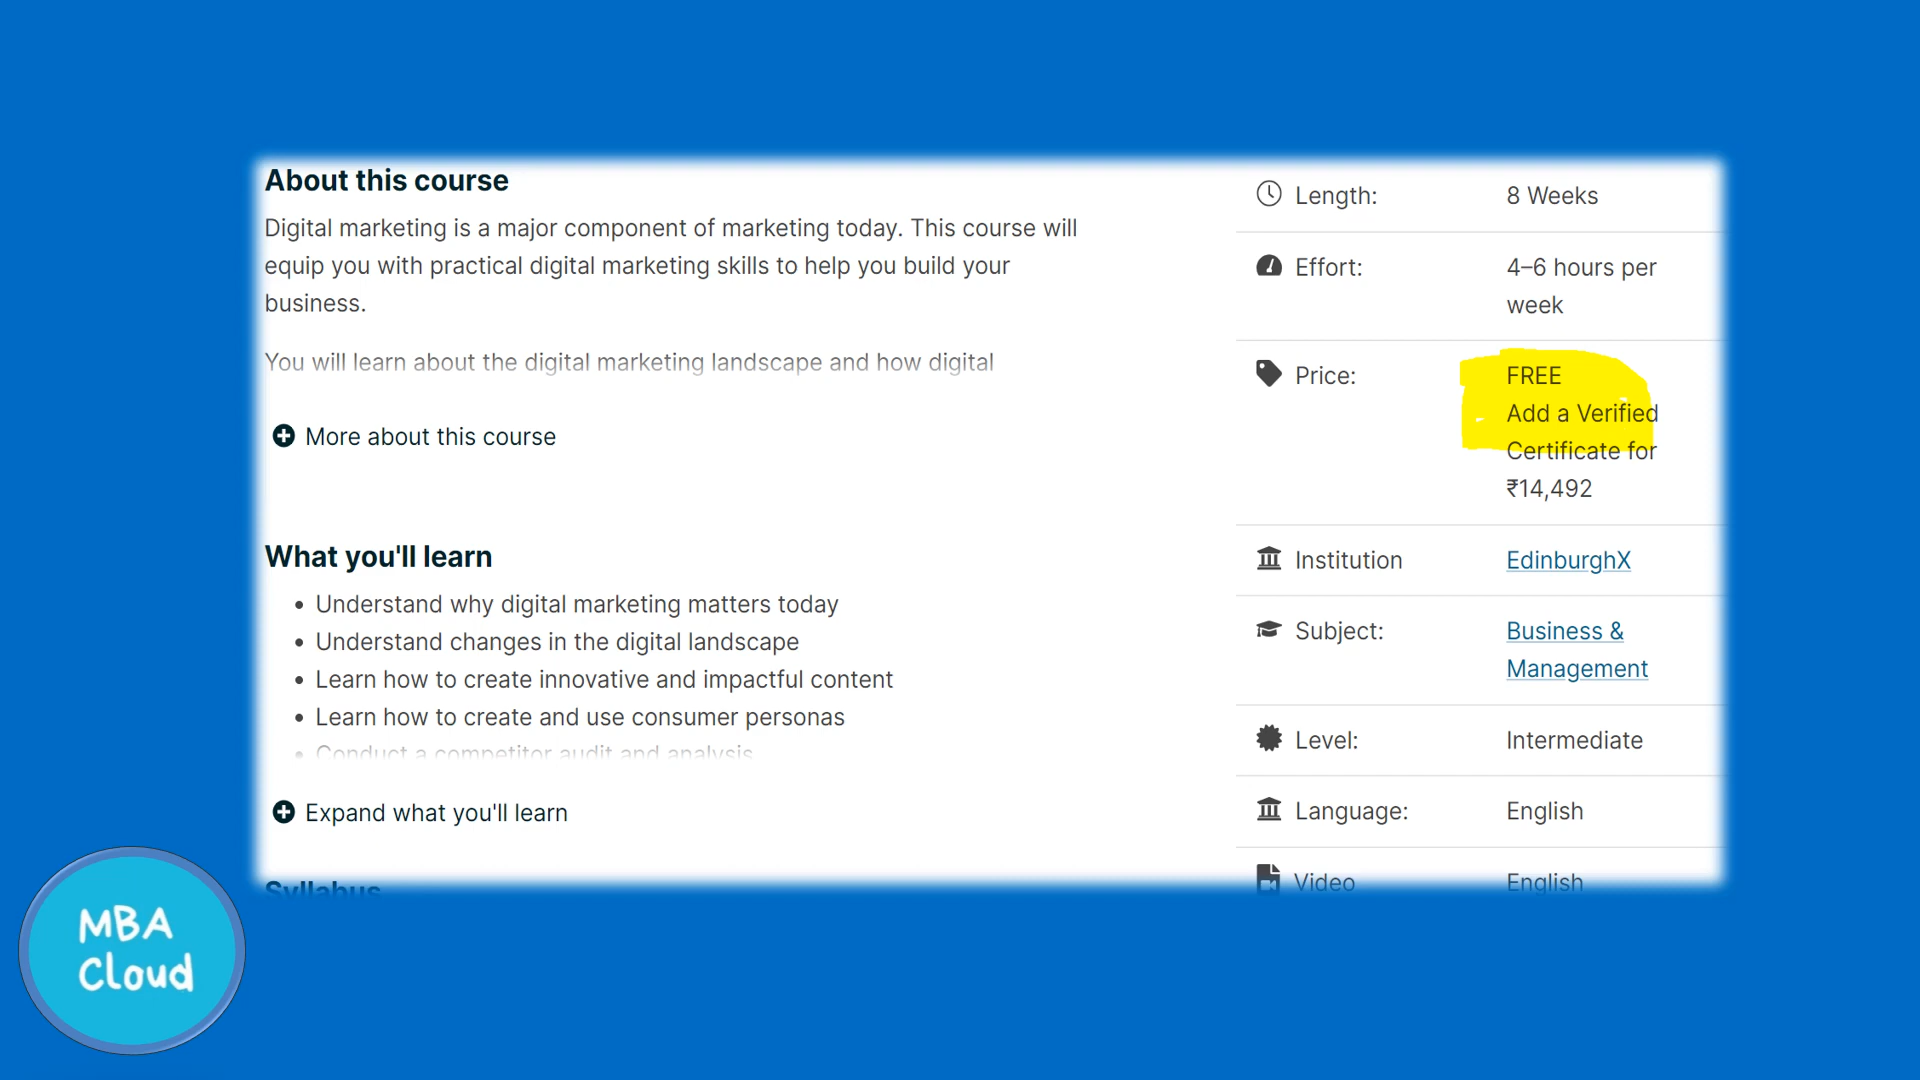 About this course
Digital marketing is a major component of marketing today. This course will
equip you with practical digital marketing skills to help you build your
business.
You will learn about the digital marketing landscape and how digital
More about this course
What you'll learn
• Understand why digital marketing matters today
• Understand changes in the digital landscape
• Learn how to create innovative and impactful content
• Learn how to create and use consumer personas
• Conduct a competitor audit and analysis
Expand what you'll learn
Syllabus
Length: 8 Weeks
Effort: 4–6 hours per
week
Price: FREE
Add a Verified
Certificate for
₹14,492
Institution EdinburghX
Subject: Business &
Management
Level: Intermediate
Language: English
Video English
MBA
Cloud